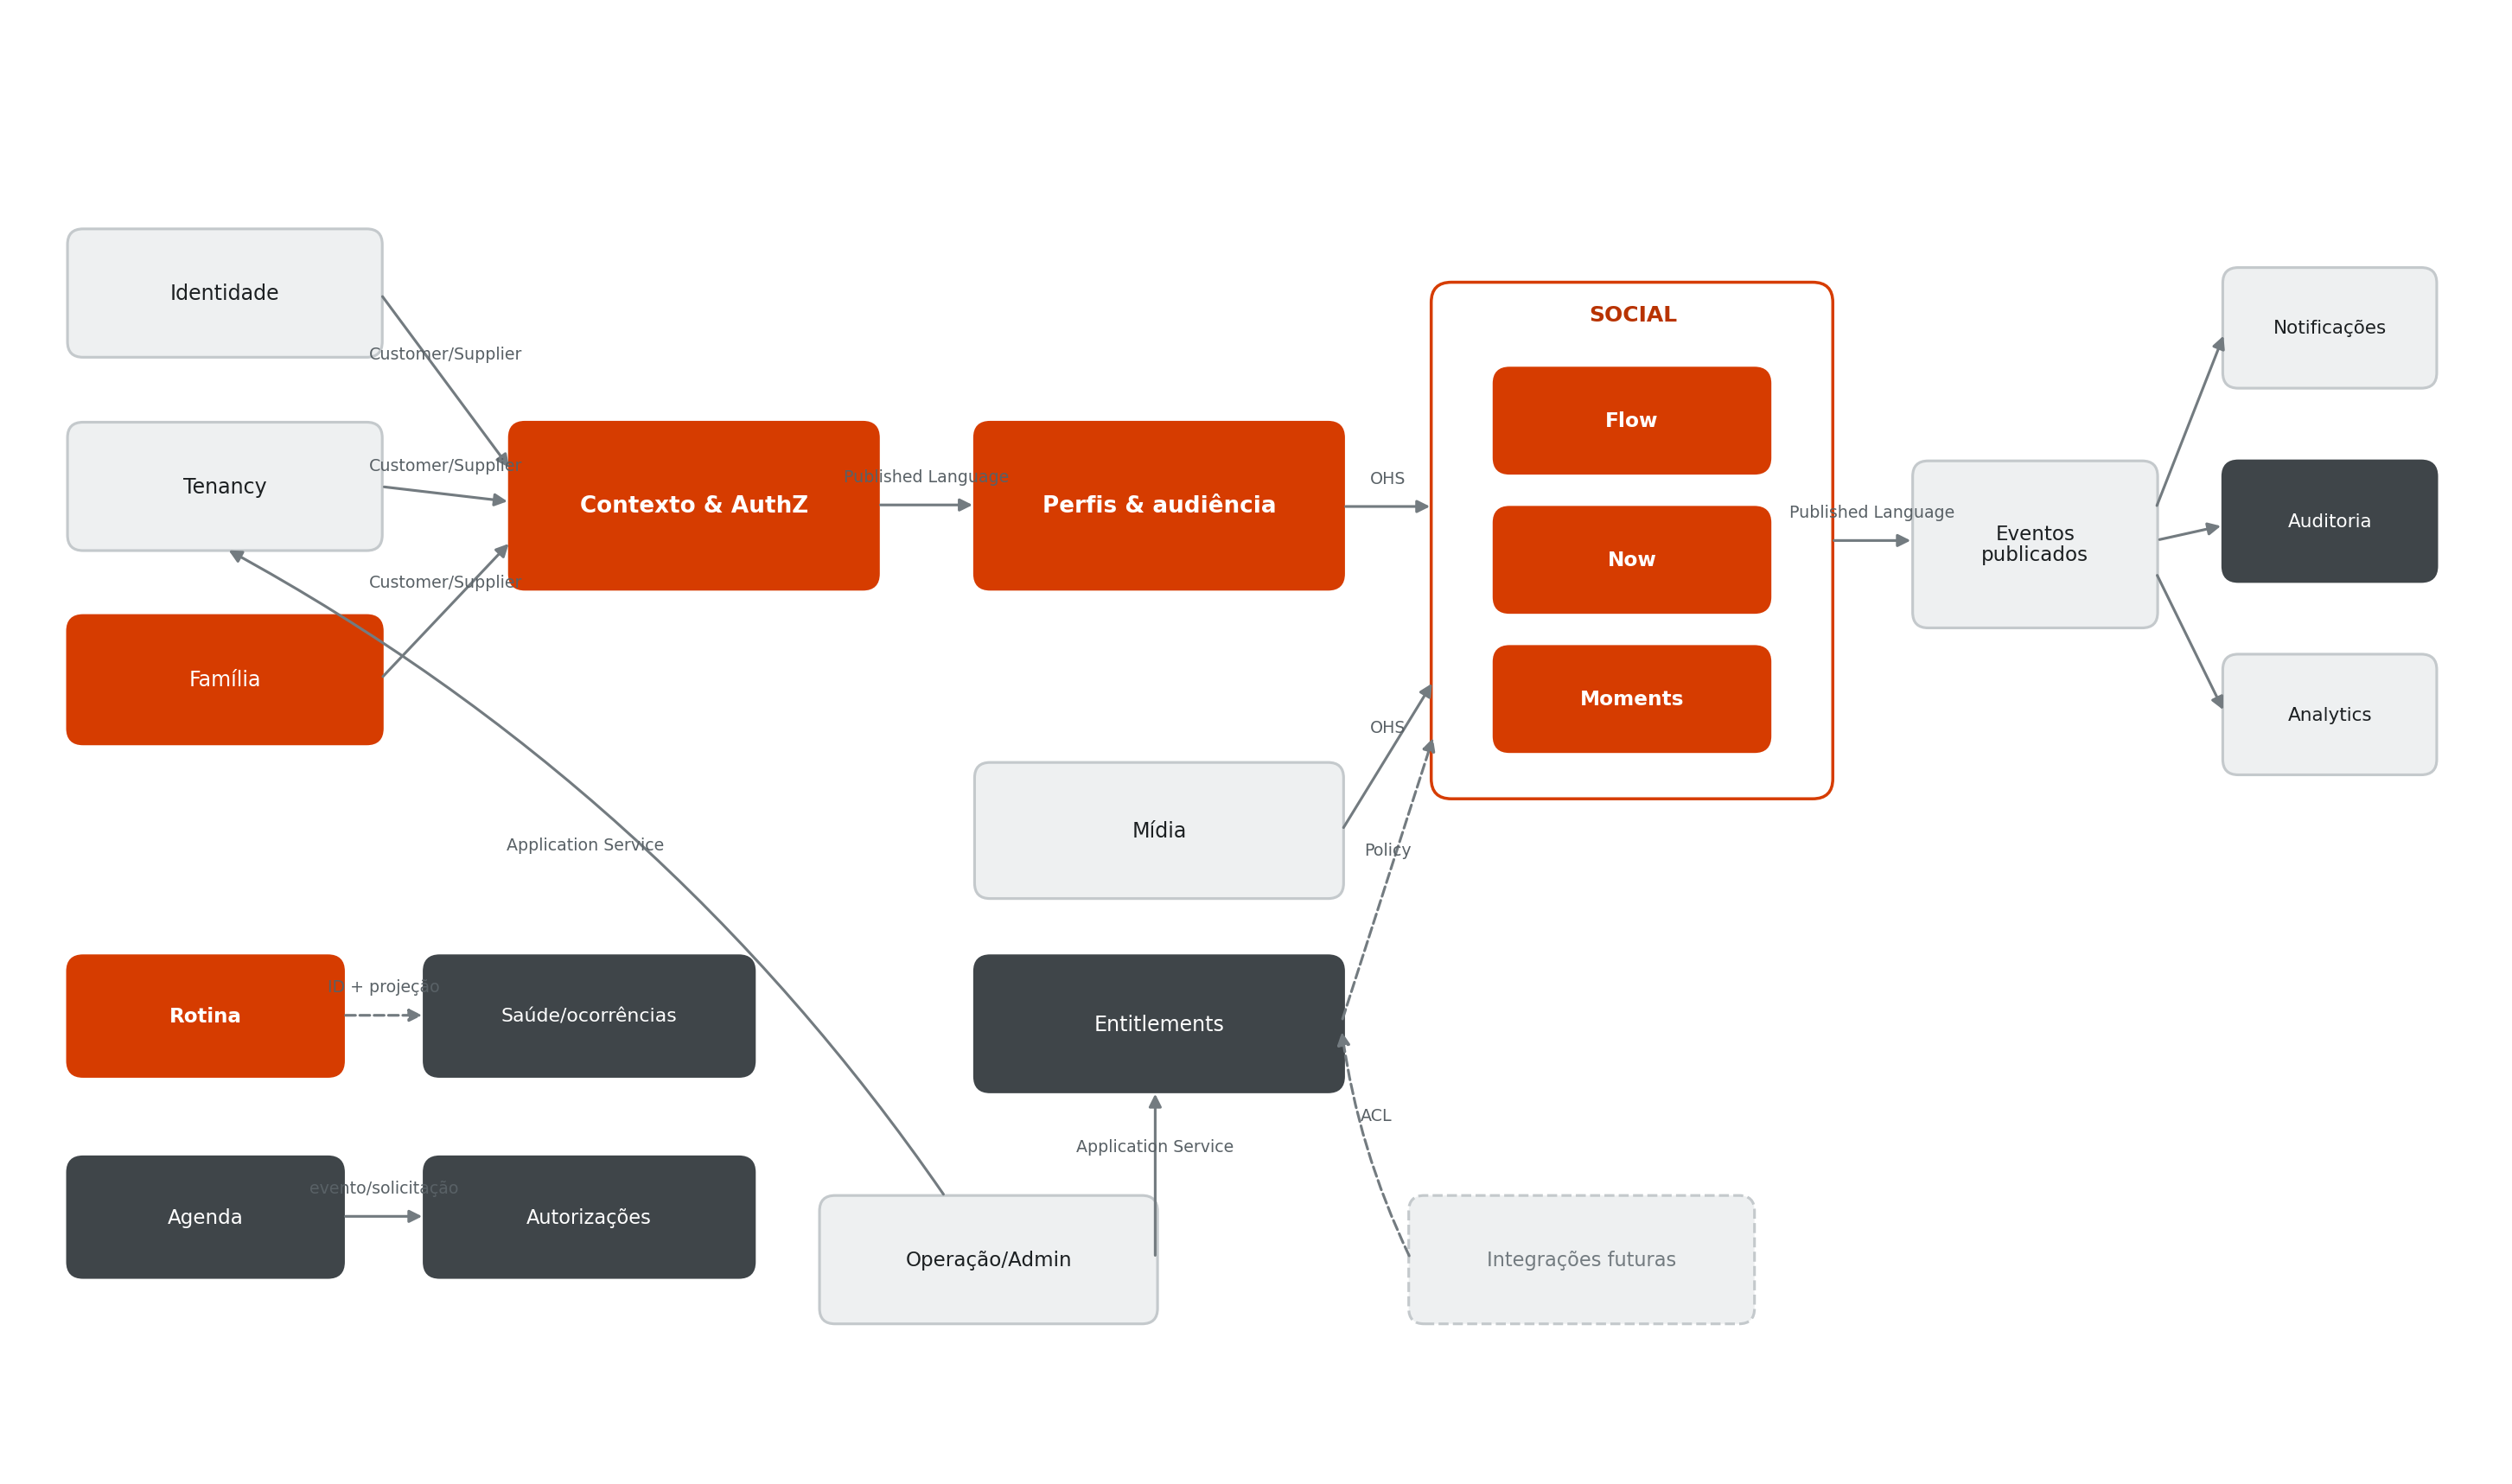 Identidade
Customer/Supplier
Tenancy
Customer/Supplier
Família
Customer/Supplier
Contexto & AuthZ
Published Language
Perfis & audiência
OHS
SOCIAL
Flow
Now
Moments
Published Language
Eventos
publicados
Notificações
Auditoria
Analytics
Mídia
OHS
Policy
Application Service
Rotina
ID + projeção
Saúde/ocorrências
Entitlements
ACL
Application Service
Agenda
evento/solicitação
Autorizações
Operação/Admin
Integrações futuras